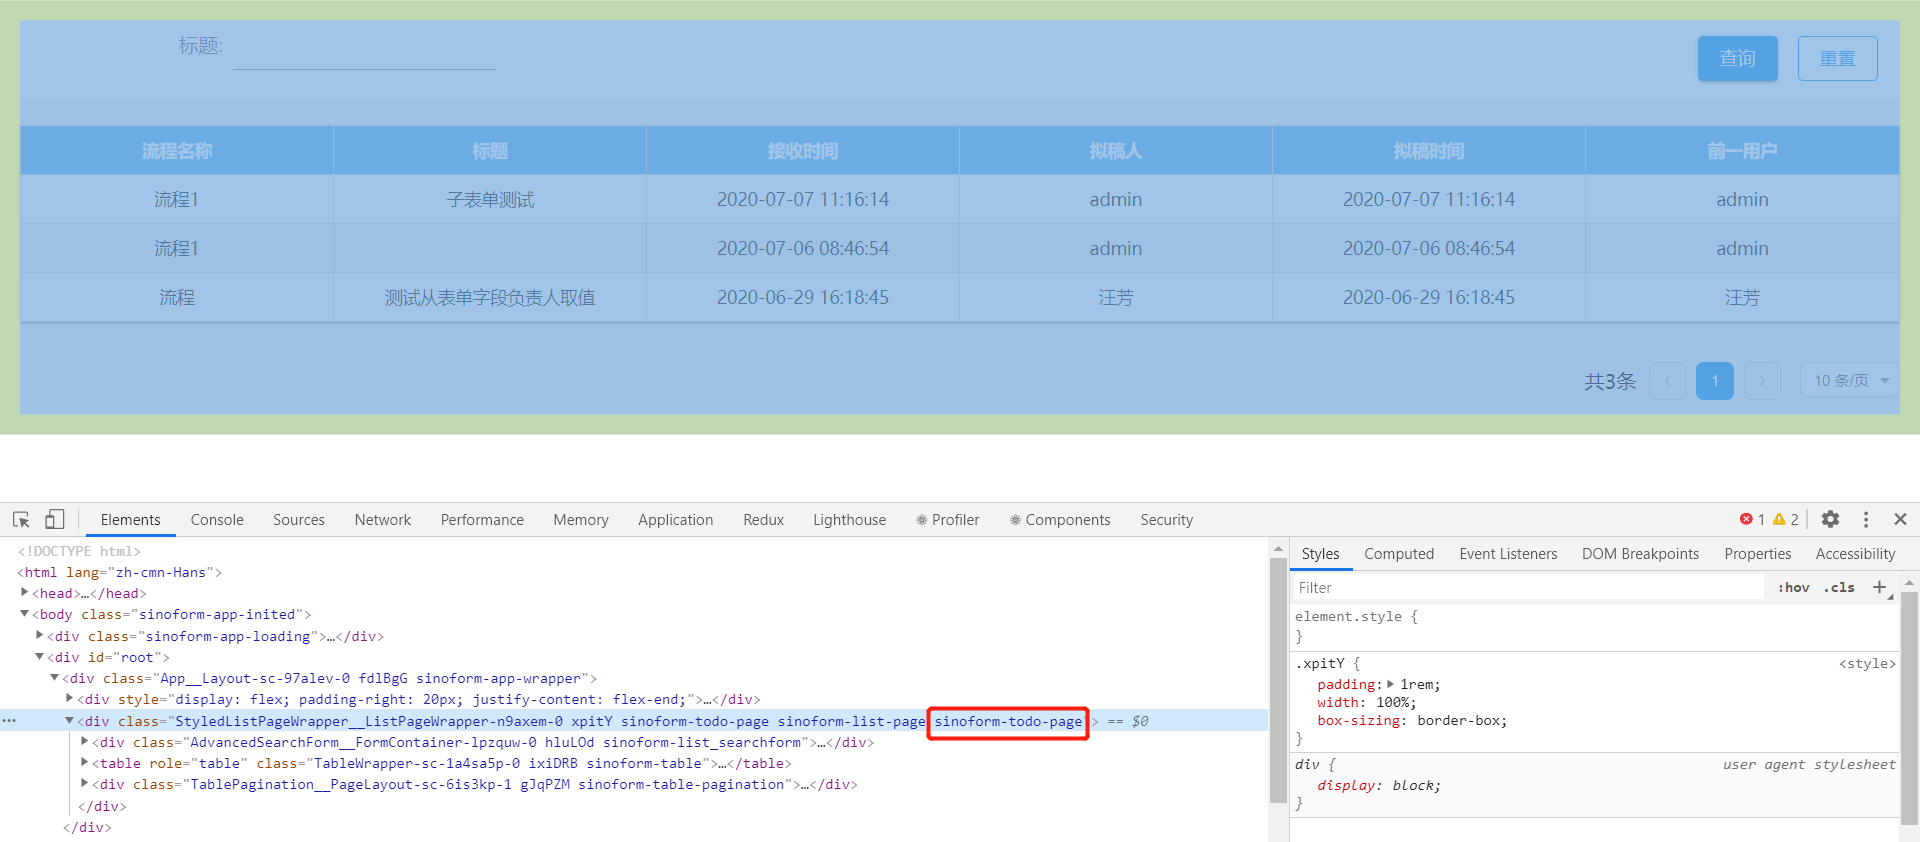 标题:
查询 重置
流程名称 标题 接收时间 拟稿人 拟稿时间 前一用户
流程1 子表单测试 2020-07-07 11:16:14 admin 2020-07-07 11:16:14 admin
流程1 2020-07-06 08:46:54 admin 2020-07-06 08:46:54 admin
流程 测试从表单字段负责人取值 2020-06-29 16:18:45 汪芳 2020-06-29 16:18:45 汪芳
共3条 1 10 条/页
Elements Console Sources Network Performance Memory Application Redux Lighthouse Profiler Components Security 1 2
<!DOCTYPE html>
<html lang="zh-cmn-Hans">
<head>…</head>
<body class="sinoform-app-inited">
<div class="sinoform-app-loading">…</div>
<div id="root">
<div class="App__Layout-sc-97alev-0 fdlBgG sinoform-app-wrapper">
<div style="display: flex; padding-right: 20px; justify-content: flex-end;">…</div>
<div class="StyledListPageWrapper__ListPageWrapper-n9axem-0 xpitY sinoform-todo-page sinoform-list-page sinoform-todo-page"> == $0
<div class="AdvancedSearchForm__FormContainer-lpzquw-0 hluLOd sinoform-list_searchform">…</div>
<table role="table" class="TableWrapper-sc-1a4sa5p-0 ixiDRB sinoform-table">…</table>
<div class="TablePagination__PageLayout-sc-6is3kp-1 gJqPZM sinoform-table-pagination">…</div>
</div>
</div>
Styles Computed Event Listeners DOM Breakpoints Properties Accessibility
Filter :hov .cls +
element.style {
}
.xpitY { <style>
padding: 1rem;
width: 100%;
box-sizing: border-box;
}
div { user agent stylesheet
display: block;
}